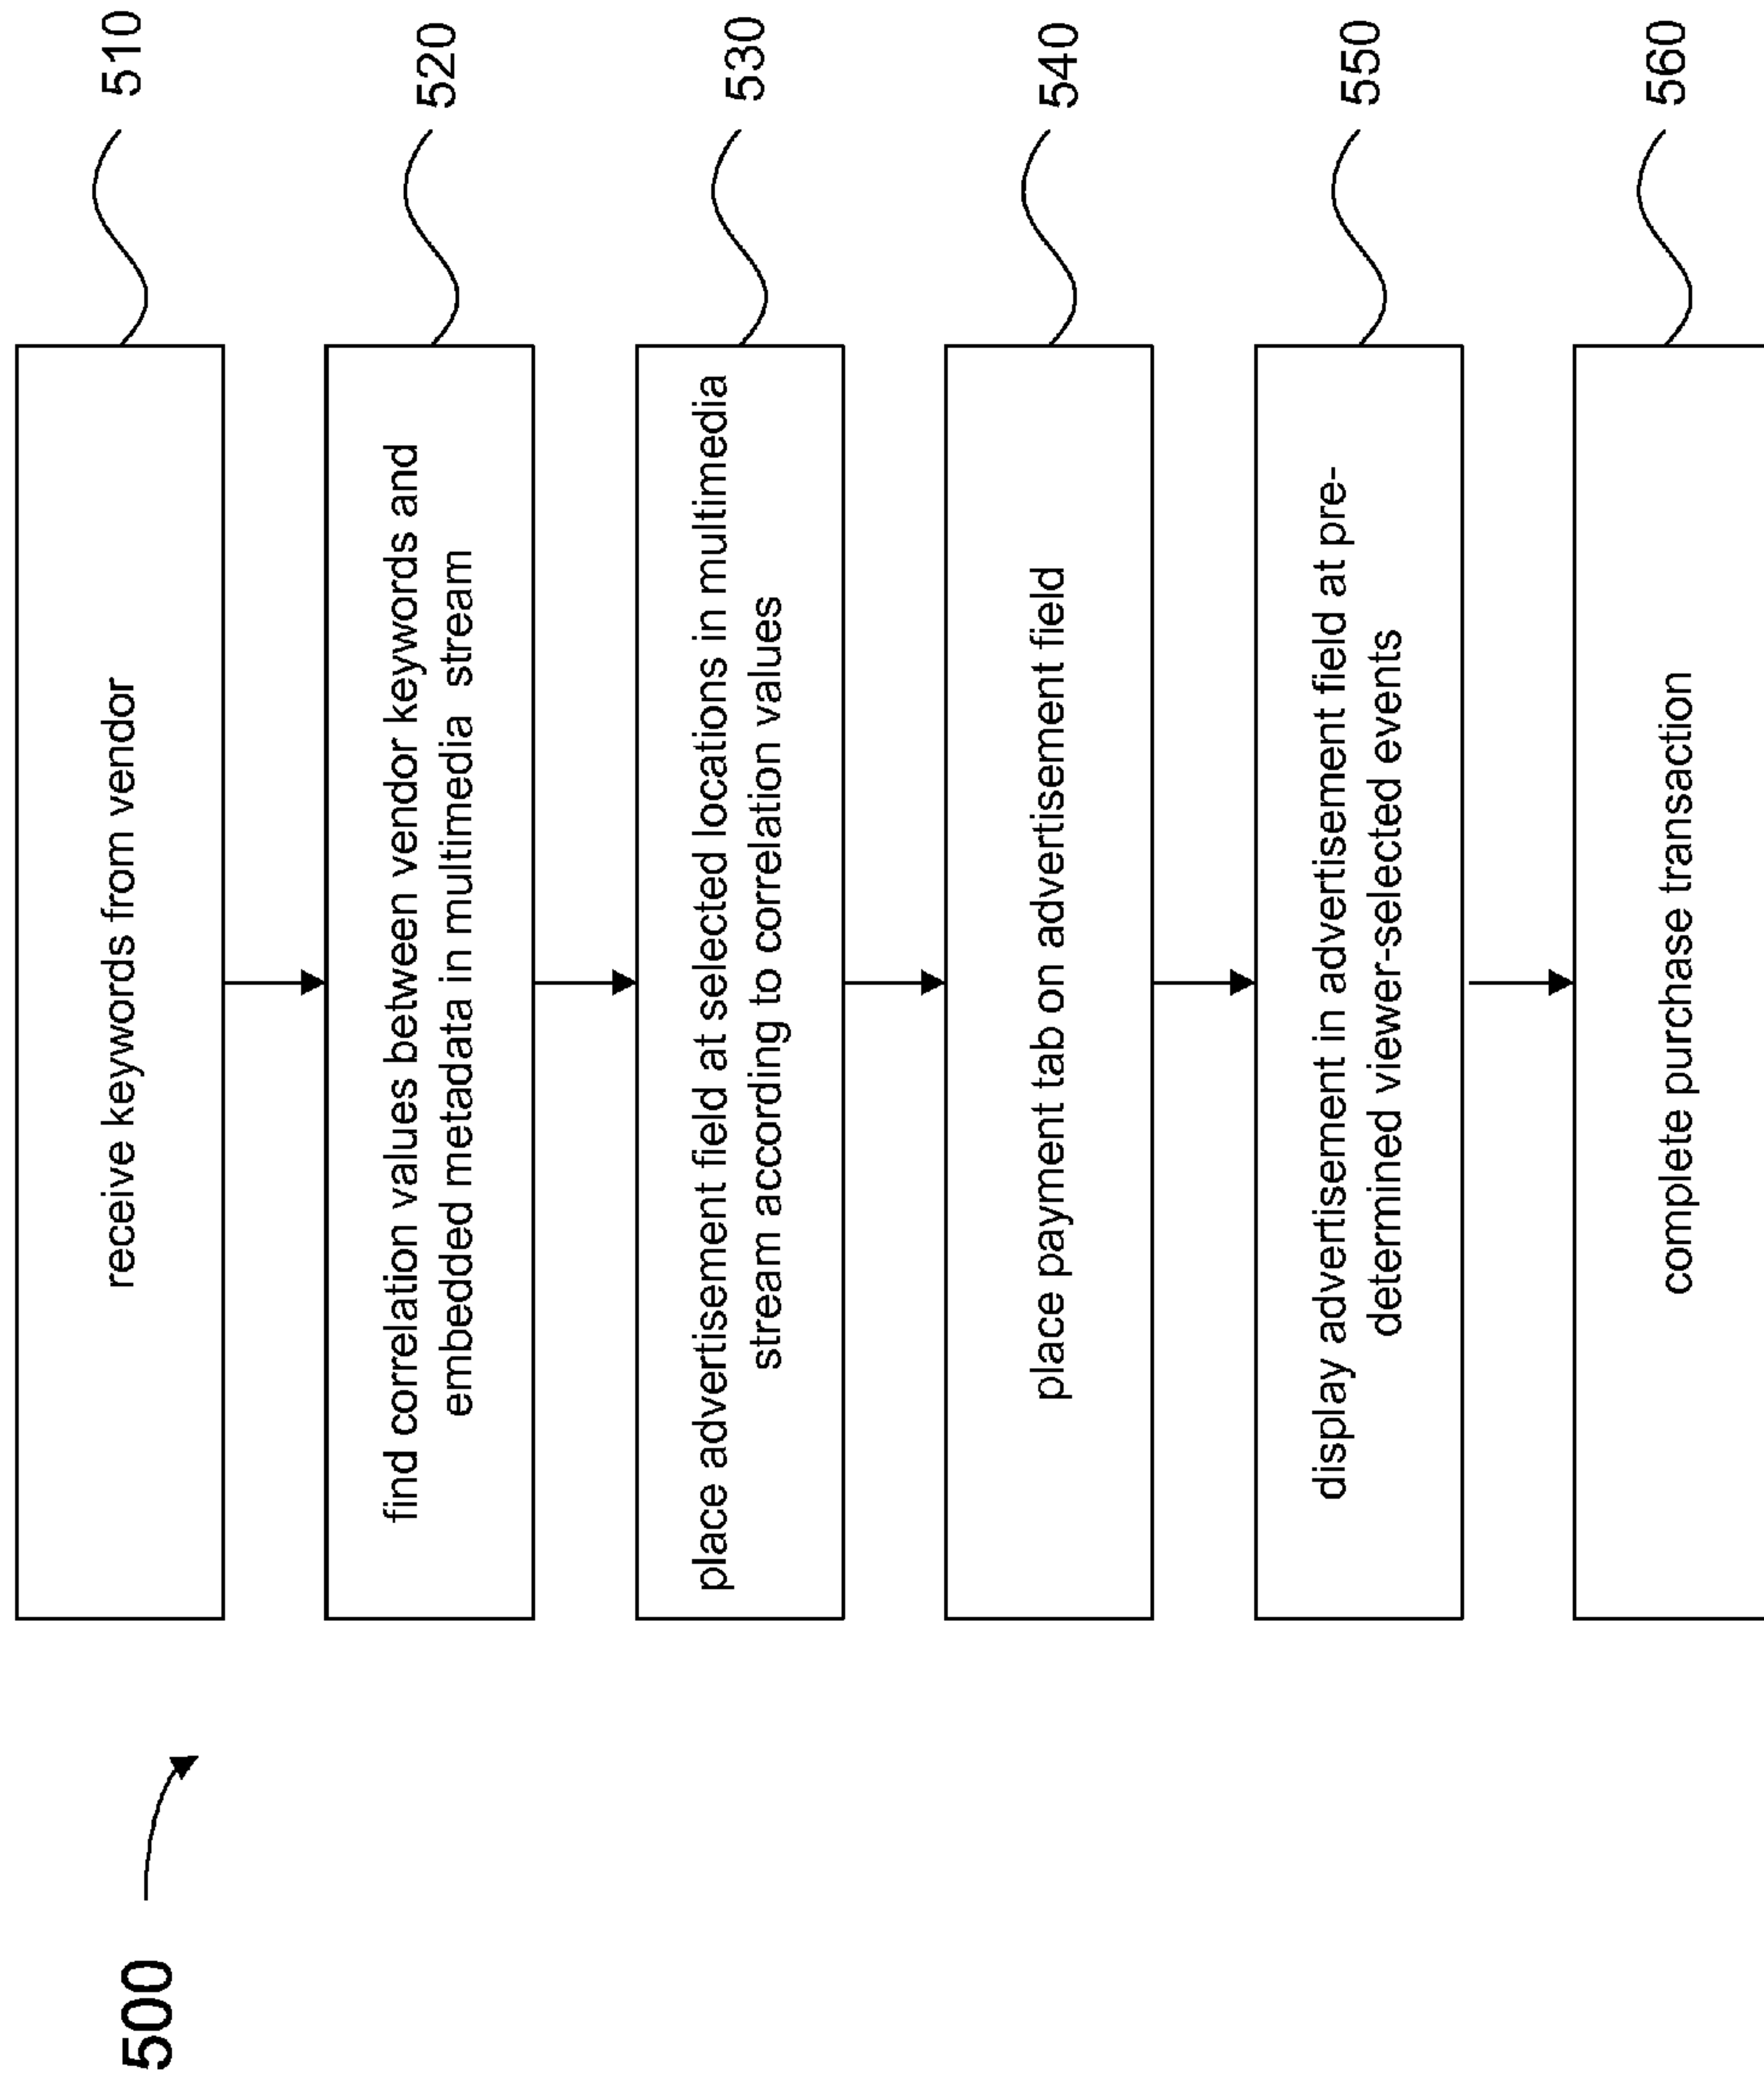 500
receive keywords from vendor
510
find correlation values between vendor keywords and
embedded metadata in multimedia stream
520
place advertisement field at selected locations in multimedia
stream according to correlation values
530
place payment tab on advertisement field
540
display advertisement in advertisement field at pre-
determined viewer-selected events
550
complete purchase transaction
560